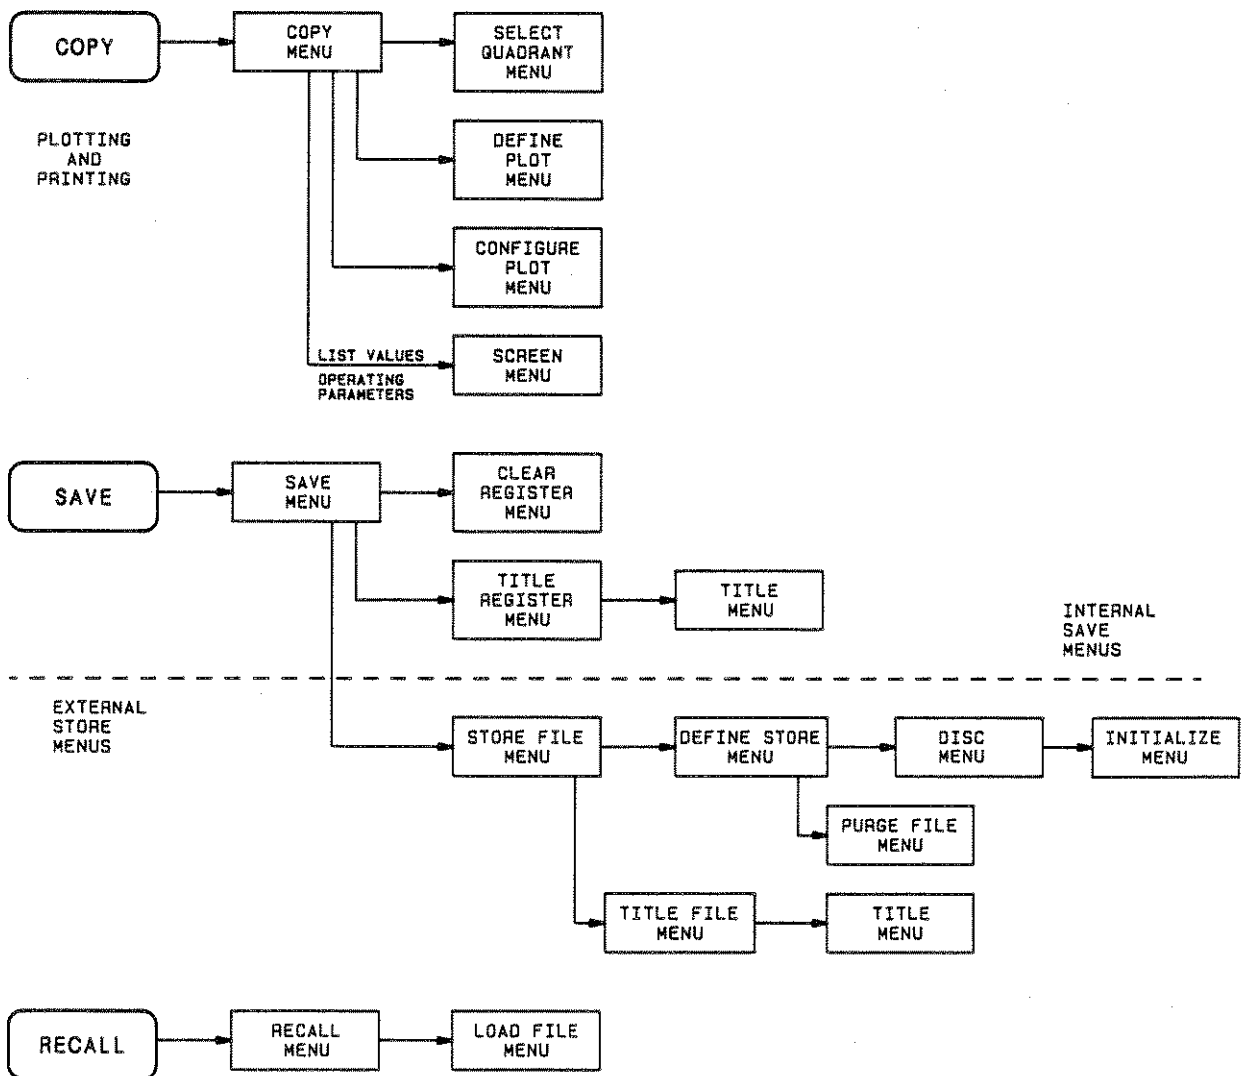 COPY
COPY
MENU
SELECT
QUADRANT
MENU
PLOTTING
AND
PRINTING
DEFINE
PLOT
MENU
CONFIGURE
PLOT
MENU
LIST VALUES
OPERATING
PARAMETERS
SCREEN
MENU
SAVE
SAVE
MENU
CLEAR
REGISTER
MENU
TITLE
REGISTER
MENU
TITLE
MENU
INTERNAL
SAVE
MENUS
EXTERNAL
STORE
MENUS
STORE FILE
MENU
DEFINE STORE
MENU
DISC
MENU
INITIALIZE
MENU
PURGE FILE
MENU
TITLE FILE
MENU
TITLE
MENU
RECALL
RECALL
MENU
LOAD FILE
MENU